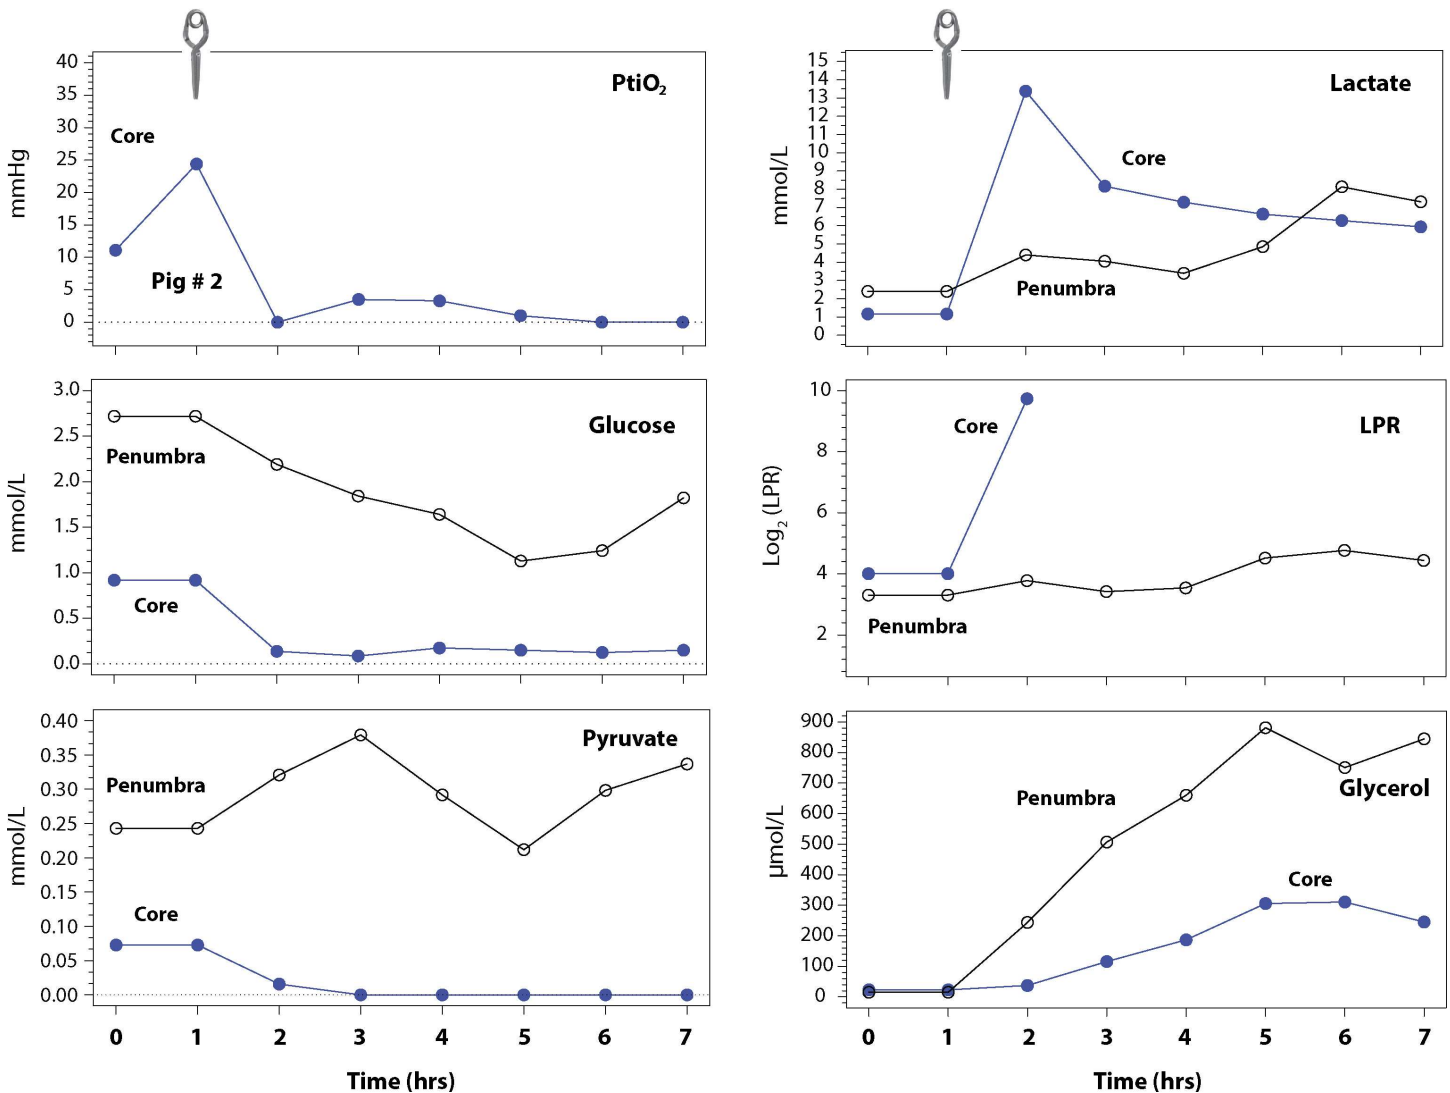 PtiO₂
mmHg
40
35
30
25
20
15
10
5
0
Core
Pig # 2
Lactate
mmol/L
15
14
13
12
11
10
9
8
7
6
5
4
3
2
1
0
Core
Penumbra
Glucose
mmol/L
3.0
2.5
2.0
1.5
1.0
0.5
0.0
Penumbra
Core
LPR
Log₂ (LPR)
10
8
6
4
2
Core
Penumbra
Pyruvate
mmol/L
0.40
0.35
0.30
0.25
0.20
0.15
0.10
0.05
0.00
Penumbra
Core
0 1 2 3 4 5 6 7
Time (hrs)
Glycerol
µmol/L
900
800
700
600
500
400
300
200
100
0
Penumbra
Core
0 1 2 3 4 5 6 7
Time (hrs)